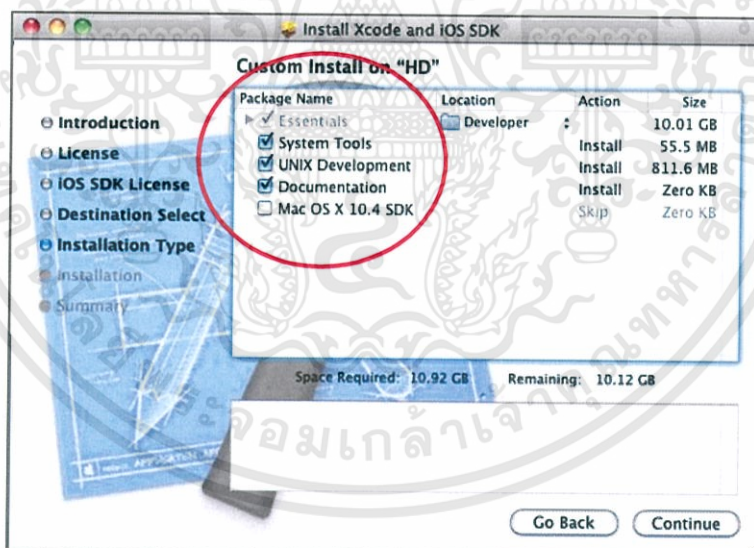 Install Xcode and iOS SDK
Custom Install on "HD"
Introduction
License
iOS SDK License
Destination Select
Installation Type
Installation
Summary
Package Name Location Action Size
Essentials Developer 10.01 GB
System Tools Install 55.5 MB
UNIX Development Install 811.6 MB
Documentation Install Zero KB
Mac OS X 10.4 SDK Skip Zero KB
Space Required: 10.92 GB Remaining: 10.12 GB
Go Back Continue